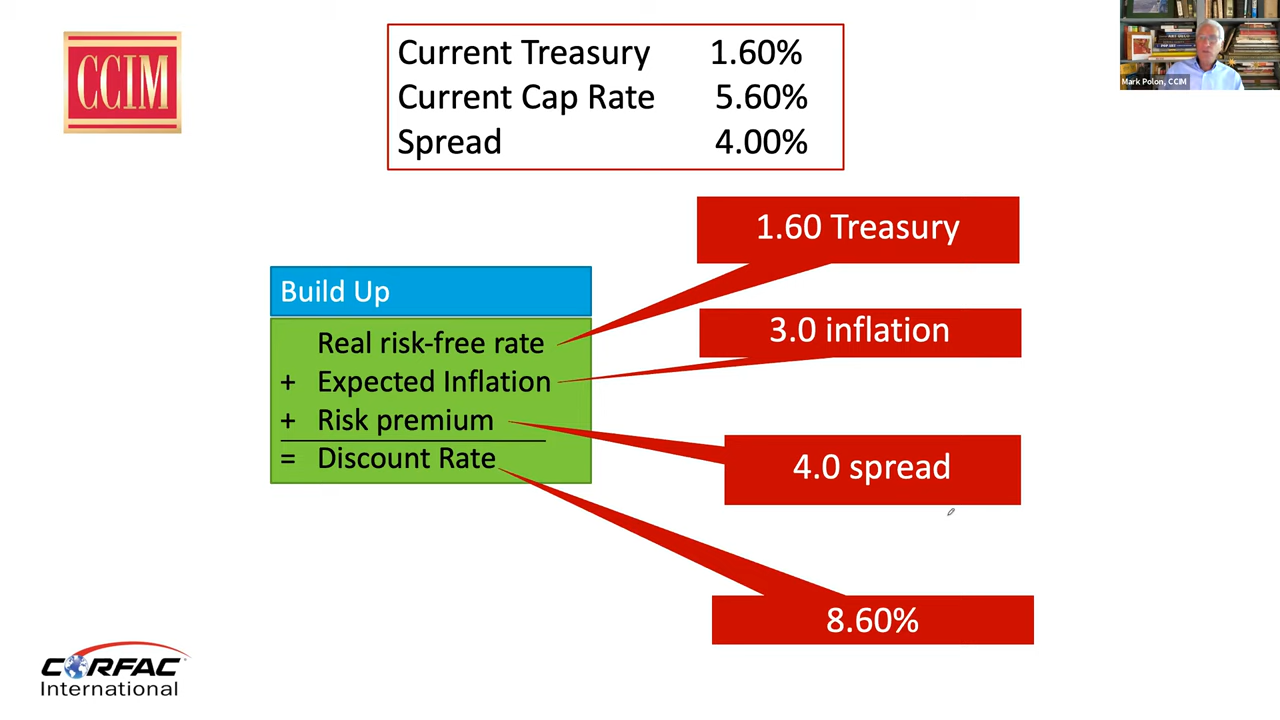 CCIM
Current Treasury 1.60%
Current Cap Rate 5.60%
Spread 4.00%
Mark Polon, CCIM
1.60 Treasury
Build Up
3.0 inflation
Real risk-free rate
+ Expected Inflation
+ Risk premium
= Discount Rate
4.0 spread
8.60%
CORFAC
International